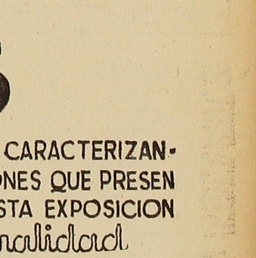 CARACTERIZAN-
ONES QUE PRESEN
STA EXPOSICION
nalidad